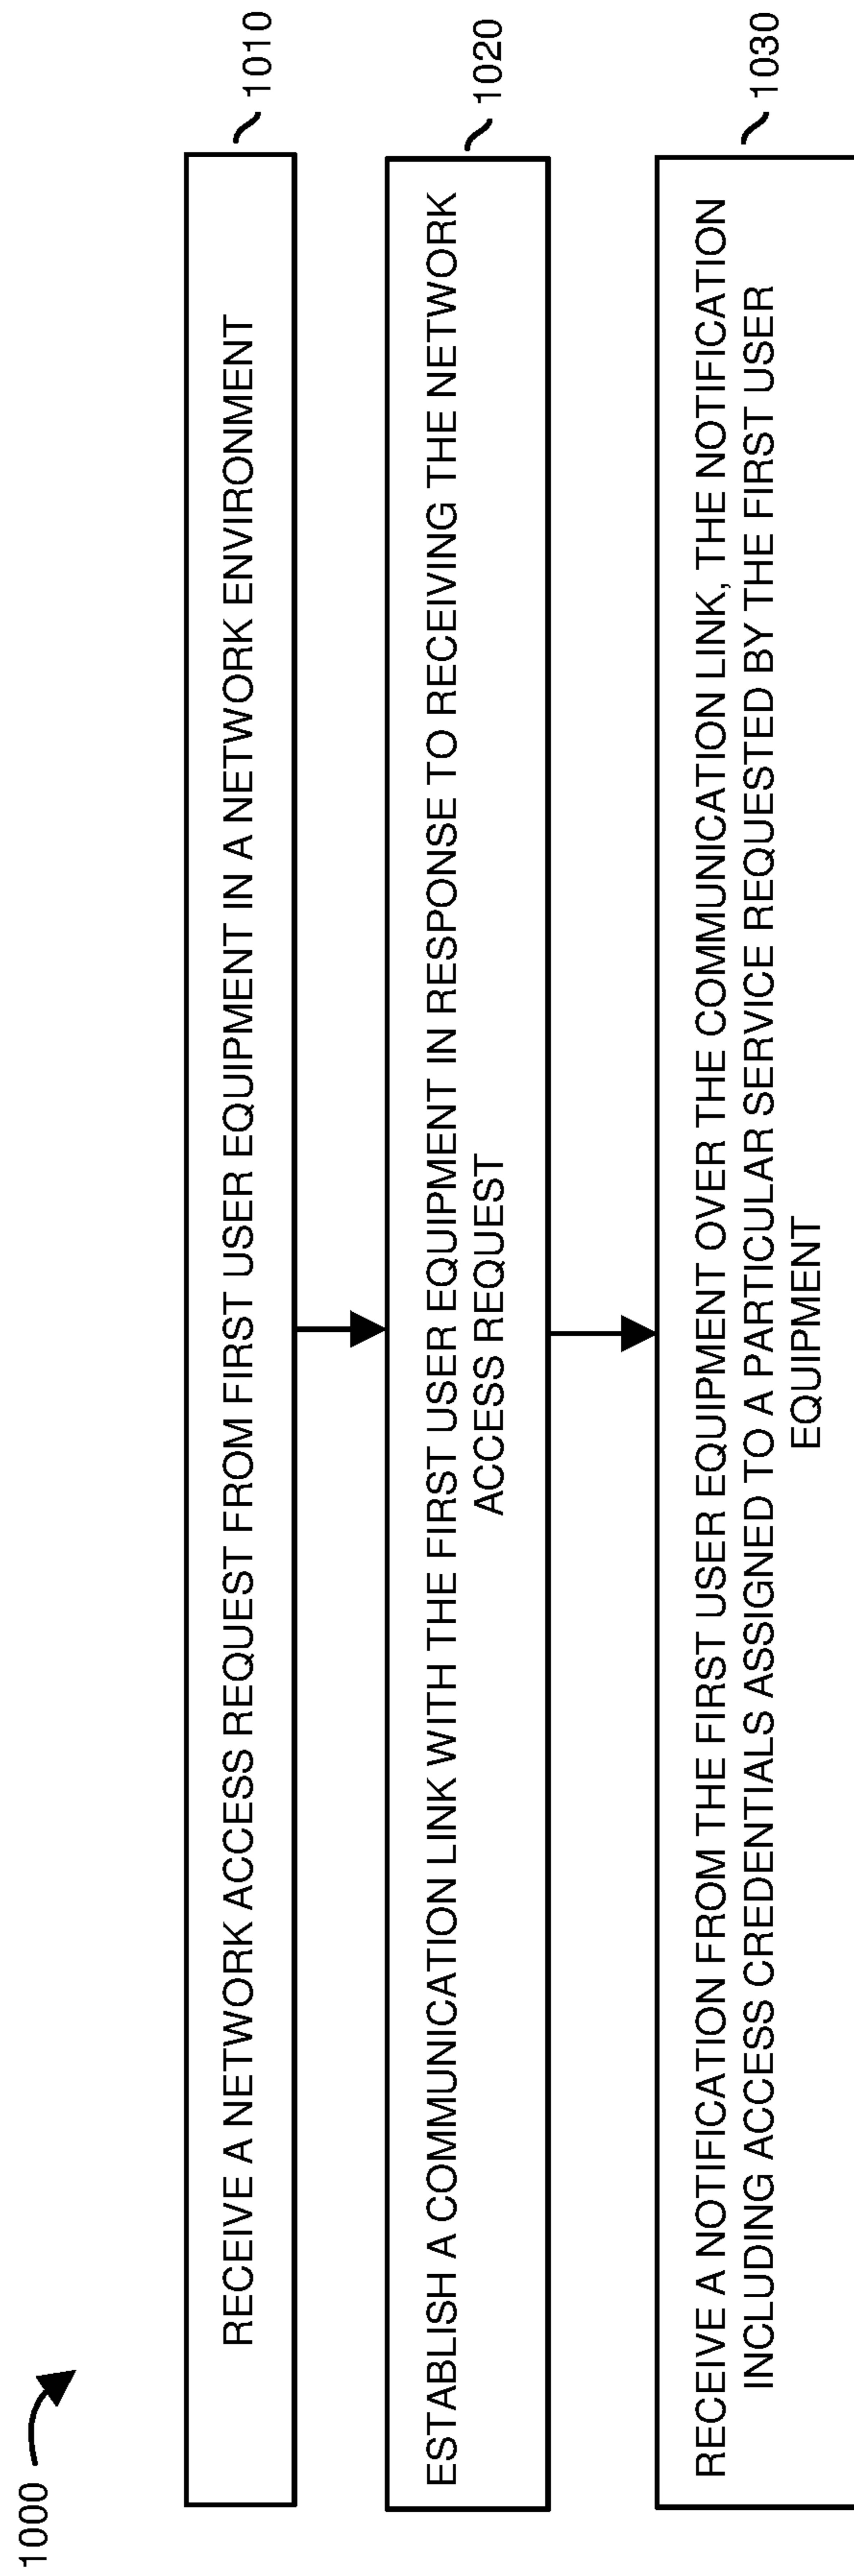 1000
RECEIVE A NETWORK ACCESS REQUEST FROM FIRST USER EQUIPMENT IN A NETWORK ENVIRONMENT
1010
ESTABLISH A COMMUNICATION LINK WITH THE FIRST USER EQUIPMENT IN RESPONSE TO RECEIVING THE NETWORK
ACCESS REQUEST
1020
RECEIVE A NOTIFICATION FROM THE FIRST USER EQUIPMENT OVER THE COMMUNICATION LINK, THE NOTIFICATION
INCLUDING ACCESS CREDENTIALS ASSIGNED TO A PARTICULAR SERVICE REQUESTED BY THE FIRST USER
EQUIPMENT
1030